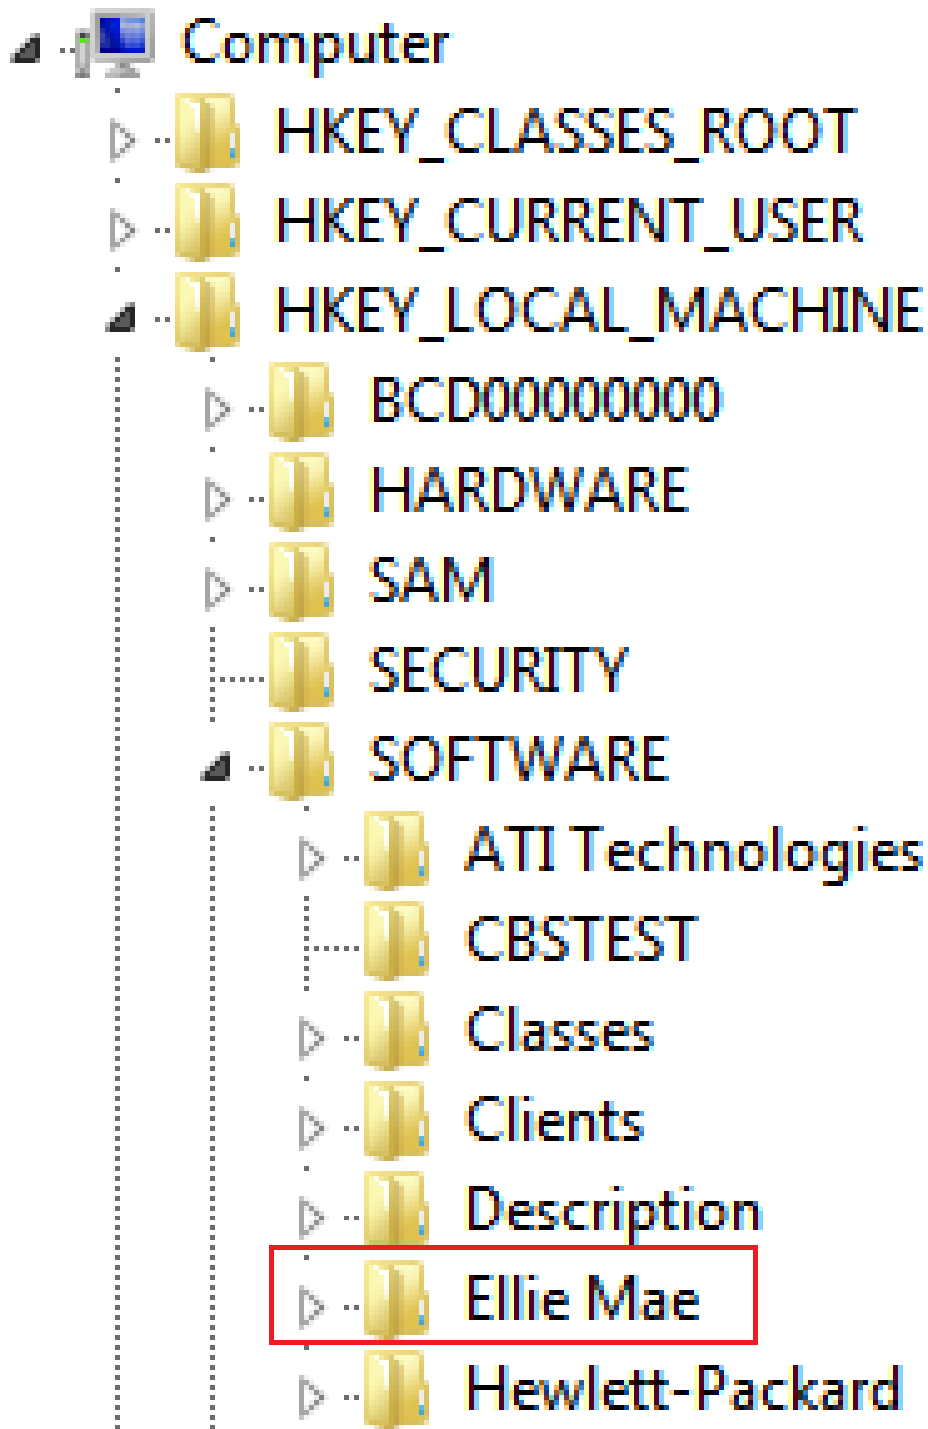 Computer
HKEY_CLASSES_ROOT
HKEY_CURRENT_USER
HKEY_LOCAL_MACHINE
BCD00000000
HARDWARE
SAM
SECURITY
SOFTWARE
ATI Technologies
CBSTEST
Classes
Clients
Description
Ellie Mae
Hewlett-Packard